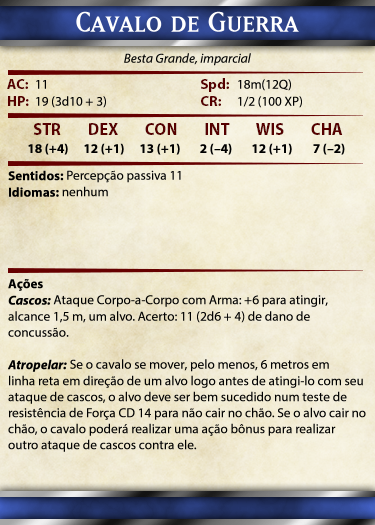 CAVALO DE GUERRA
Besta Grande, imparcial
AC: 11 Spd: 18m(12Q)
HP: 19 (3d10 + 3) CR: 1/2 (100 XP)
STR DEX CON INT WIS CHA
18 (+4) 12 (+1) 13 (+1) 2 (–4) 12 (+1) 7 (–2)
Sentidos: Percepção passiva 11
Idiomas: nenhum
Ações
Cascos: Ataque Corpo-a-Corpo com Arma: +6 para atingir,
alcance 1,5 m, um alvo. Acerto: 11 (2d6 + 4) de dano de
concussão.
Atropelar: Se o cavalo se mover, pelo menos, 6 metros em
linha reta em direção de um alvo logo antes de atingi-lo com seu
ataque de cascos, o alvo deve ser bem sucedido num teste de
resistência de Força CD 14 para não cair no chão. Se o alvo cair no
chão, o cavalo poderá realizar uma ação bônus para realizar
outro ataque de cascos contra ele.